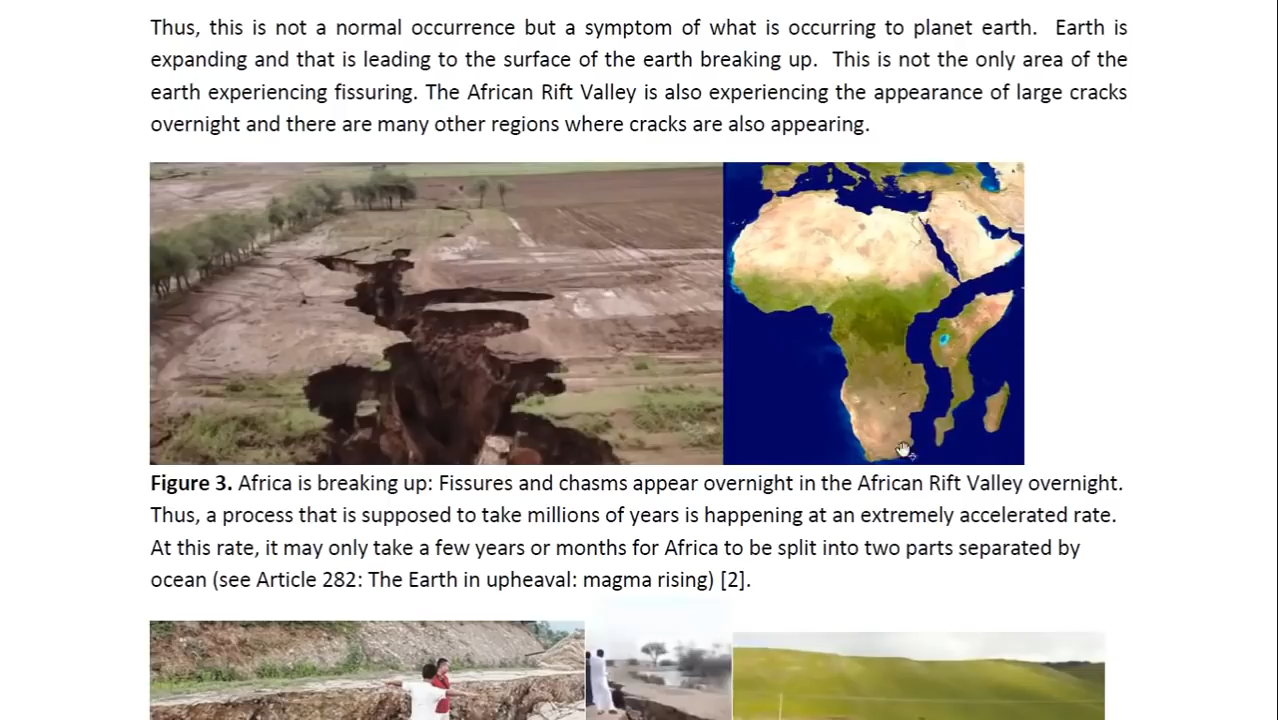 Thus, this is not a normal occurrence but a symptom of what is occurring to planet earth. Earth is
expanding and that is leading to the surface of the earth breaking up. This is not the only area of the
earth experiencing fissuring. The African Rift Valley is also experiencing the appearance of large cracks
overnight and there are many other regions where cracks are also appearing.
Figure 3. Africa is breaking up: Fissures and chasms appear overnight in the African Rift Valley overnight.
Thus, a process that is supposed to take millions of years is happening at an extremely accelerated rate.
At this rate, it may only take a few years or months for Africa to be split into two parts separated by
ocean (see Article 282: The Earth in upheaval: magma rising) [2].